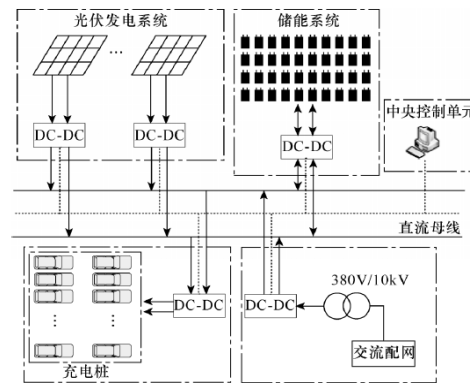 光伏发电系统
储能系统
中央控制单元
DC-DC
DC-DC
DC-DC
直流母线
DC-DC
DC-DC
380V/10kV
交流配网
充电桩